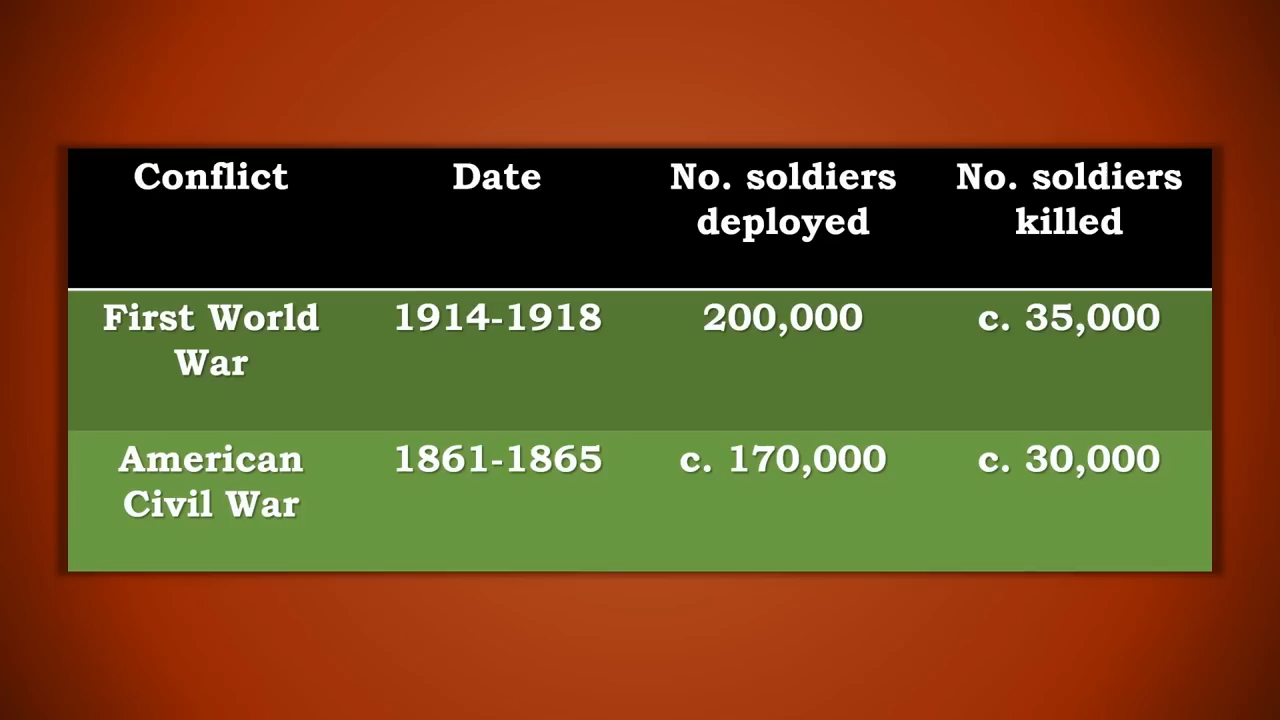 Conflict Date No. soldiers deployed No. soldiers killed
First World War 1914-1918 200,000 c. 35,000
American Civil War 1861-1865 c. 170,000 c. 30,000